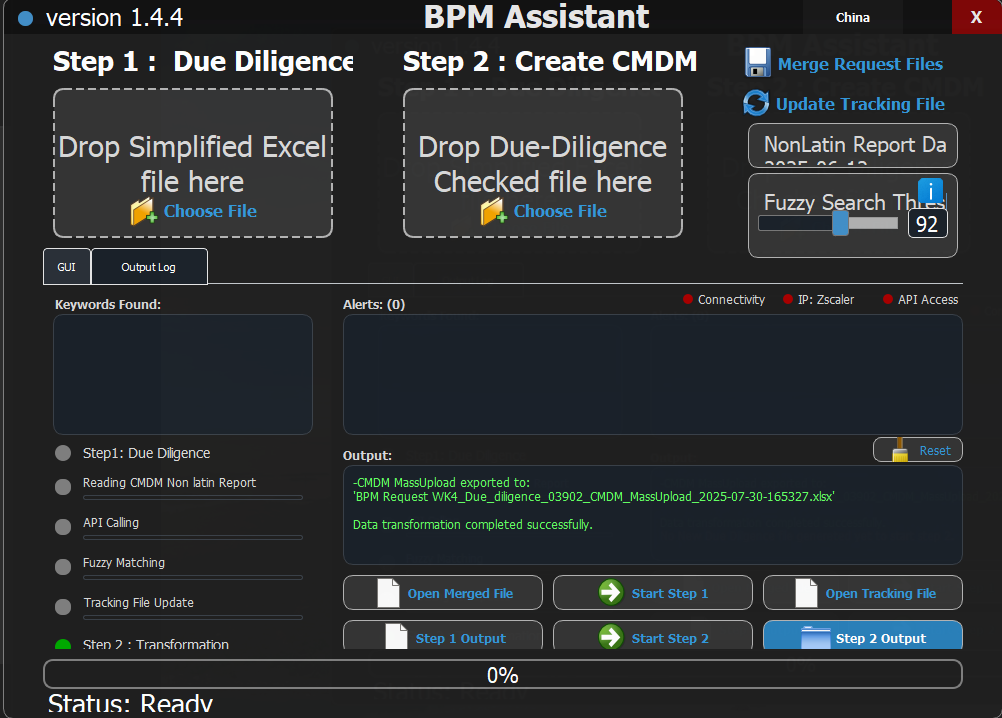 version 1.4.4
BPM Assistant
China
X
Step 1 : Due Diligence
Step 2 : Create CMDM
Merge Request Files
Update Tracking File
Drop Simplified Excel
file here
Choose File
Drop Due-Diligence
Checked file here
Choose File
NonLatin Report Da
2025-06-12
Fuzzy Search Thres
i
92
GUI
Output Log
Keywords Found:
Alerts: (0)
Connectivity
IP: Zscaler
API Access
Step1: Due Diligence
Reading CMDM Non latin Report
API Calling
Fuzzy Matching
Tracking File Update
Step 2 : Transformation
Output:
Reset
-CMDM MassUpload exported to:
'BPM Request WK4_Due_diligence_03902_CMDM_MassUpload_2025-07-30-165327.xlsx'
Data transformation completed successfully.
Open Merged File
Start Step 1
Open Tracking File
Step 1 Output
Start Step 2
Step 2 Output
0%
Status: Ready